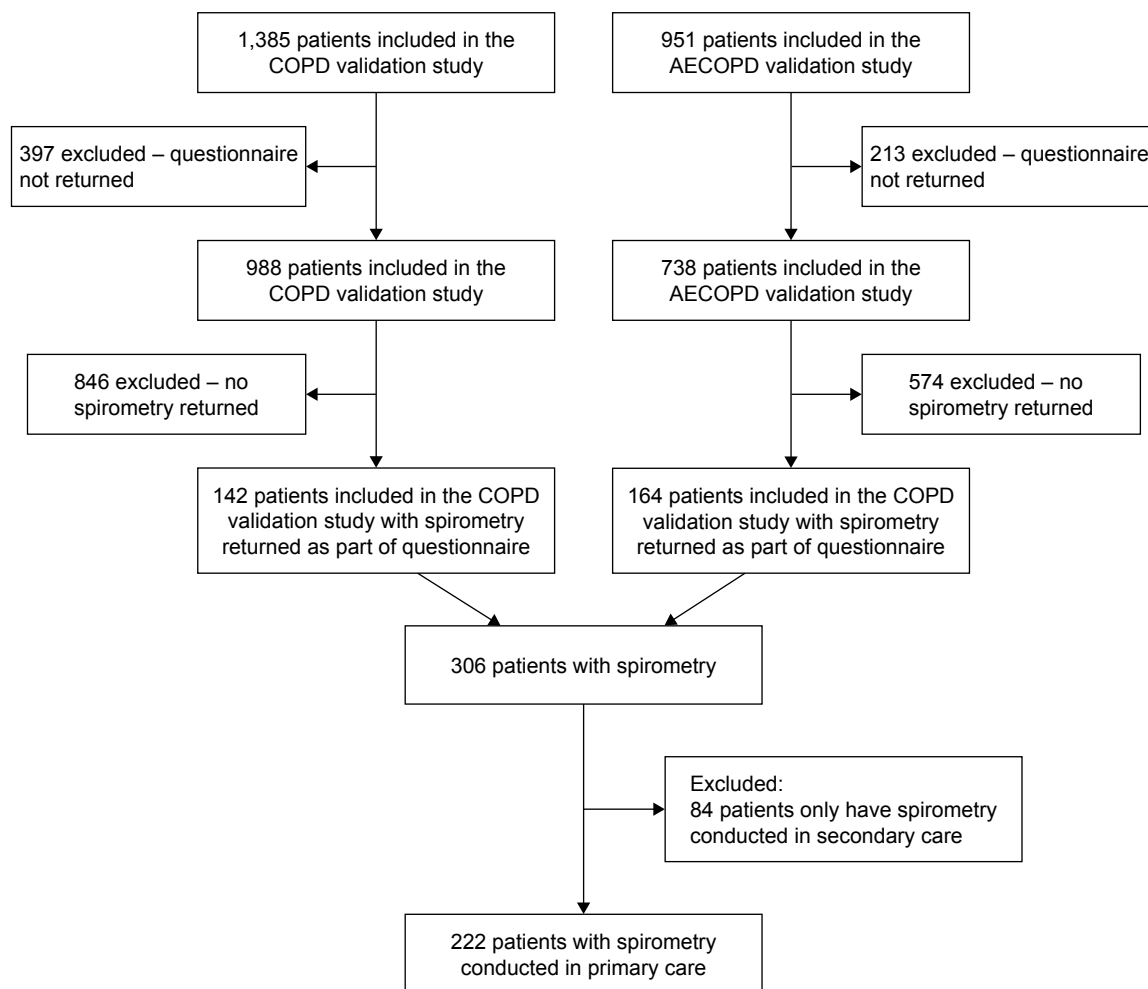 1,385 patients included in the
COPD validation study
951 patients included in the
AECOPD validation study
397 excluded – questionnaire
not returned
213 excluded – questionnaire
not returned
988 patients included in the
COPD validation study
738 patients included in the
AECOPD validation study
846 excluded – no
spirometry returned
574 excluded – no
spirometry returned
142 patients included in the COPD
validation study with spirometry
returned as part of questionnaire
164 patients included in the COPD
validation study with spirometry
returned as part of questionnaire
306 patients with spirometry
Excluded:
84 patients only have spirometry
conducted in secondary care
222 patients with spirometry
conducted in primary care